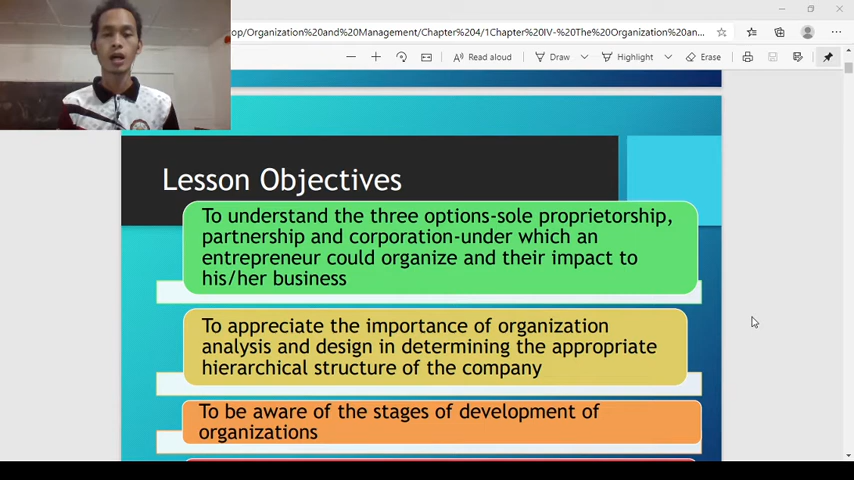 op/Organization%20and%20Management/Chapter%204/1Chapter%20IV-%20The%20Organization%20an...
Read aloud
Draw
Highlight
Erase
Lesson Objectives
To understand the three options-sole proprietorship,
partnership and corporation-under which an
entrepreneur could organize and their impact to
his/her business
To appreciate the importance of organization
analysis and design in determining the appropriate
hierarchical structure of the company
To be aware of the stages of development of
organizations